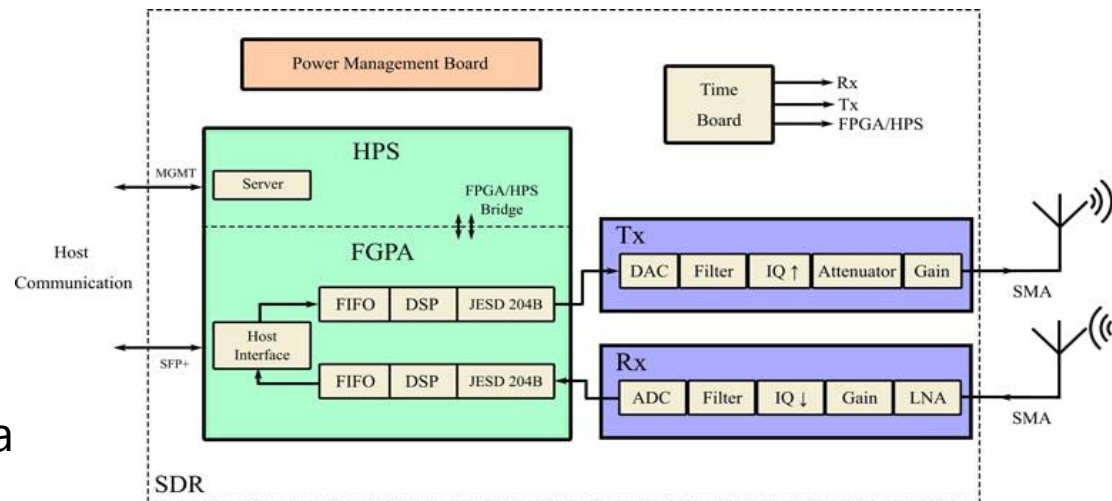 Power Management Board
Time
Board
Rx
Tx
FPGA/HPS
HPS
MGMT
Server
FPGA/HPS
Bridge
Host
Communication
FGPA
FIFO
DSP
JESD 204B
Host
Interface
SFP+
FIFO
DSP
JESD 204B
Tx
DAC
Filter
IQ ↑
Attenuator
Gain
SMA
Rx
ADC
Filter
IQ ↓
Gain
LNA
SMA
a
SDR